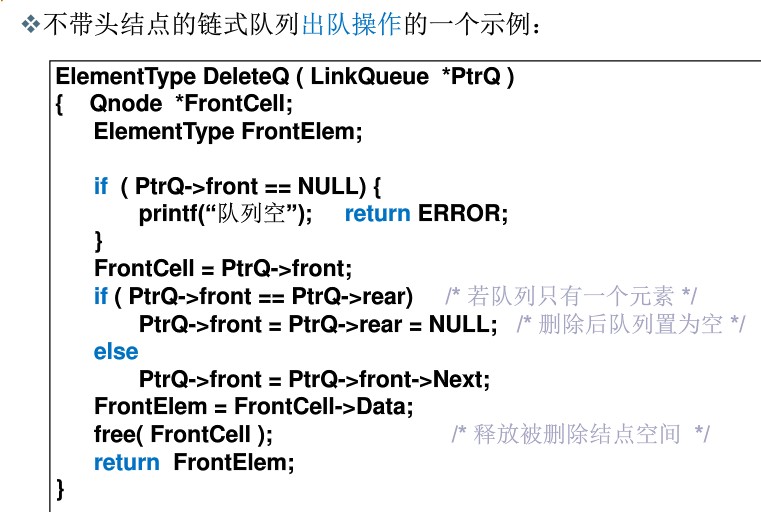 ❖不带头结点的链式队列出队操作的一个示例：
ElementType DeleteQ ( LinkQueue *PtrQ )
{ Qnode *FrontCell;
ElementType FrontElem;
if ( PtrQ->front == NULL) {
printf(“队列空”); return ERROR;
}
FrontCell = PtrQ->front;
if ( PtrQ->front == PtrQ->rear) /* 若队列只有一个元素 */
PtrQ->front = PtrQ->rear = NULL; /* 删除后队列置为空 */
else
PtrQ->front = PtrQ->front->Next;
FrontElem = FrontCell->Data;
free( FrontCell ); /* 释放被删除结点空间 */
return FrontElem;
}